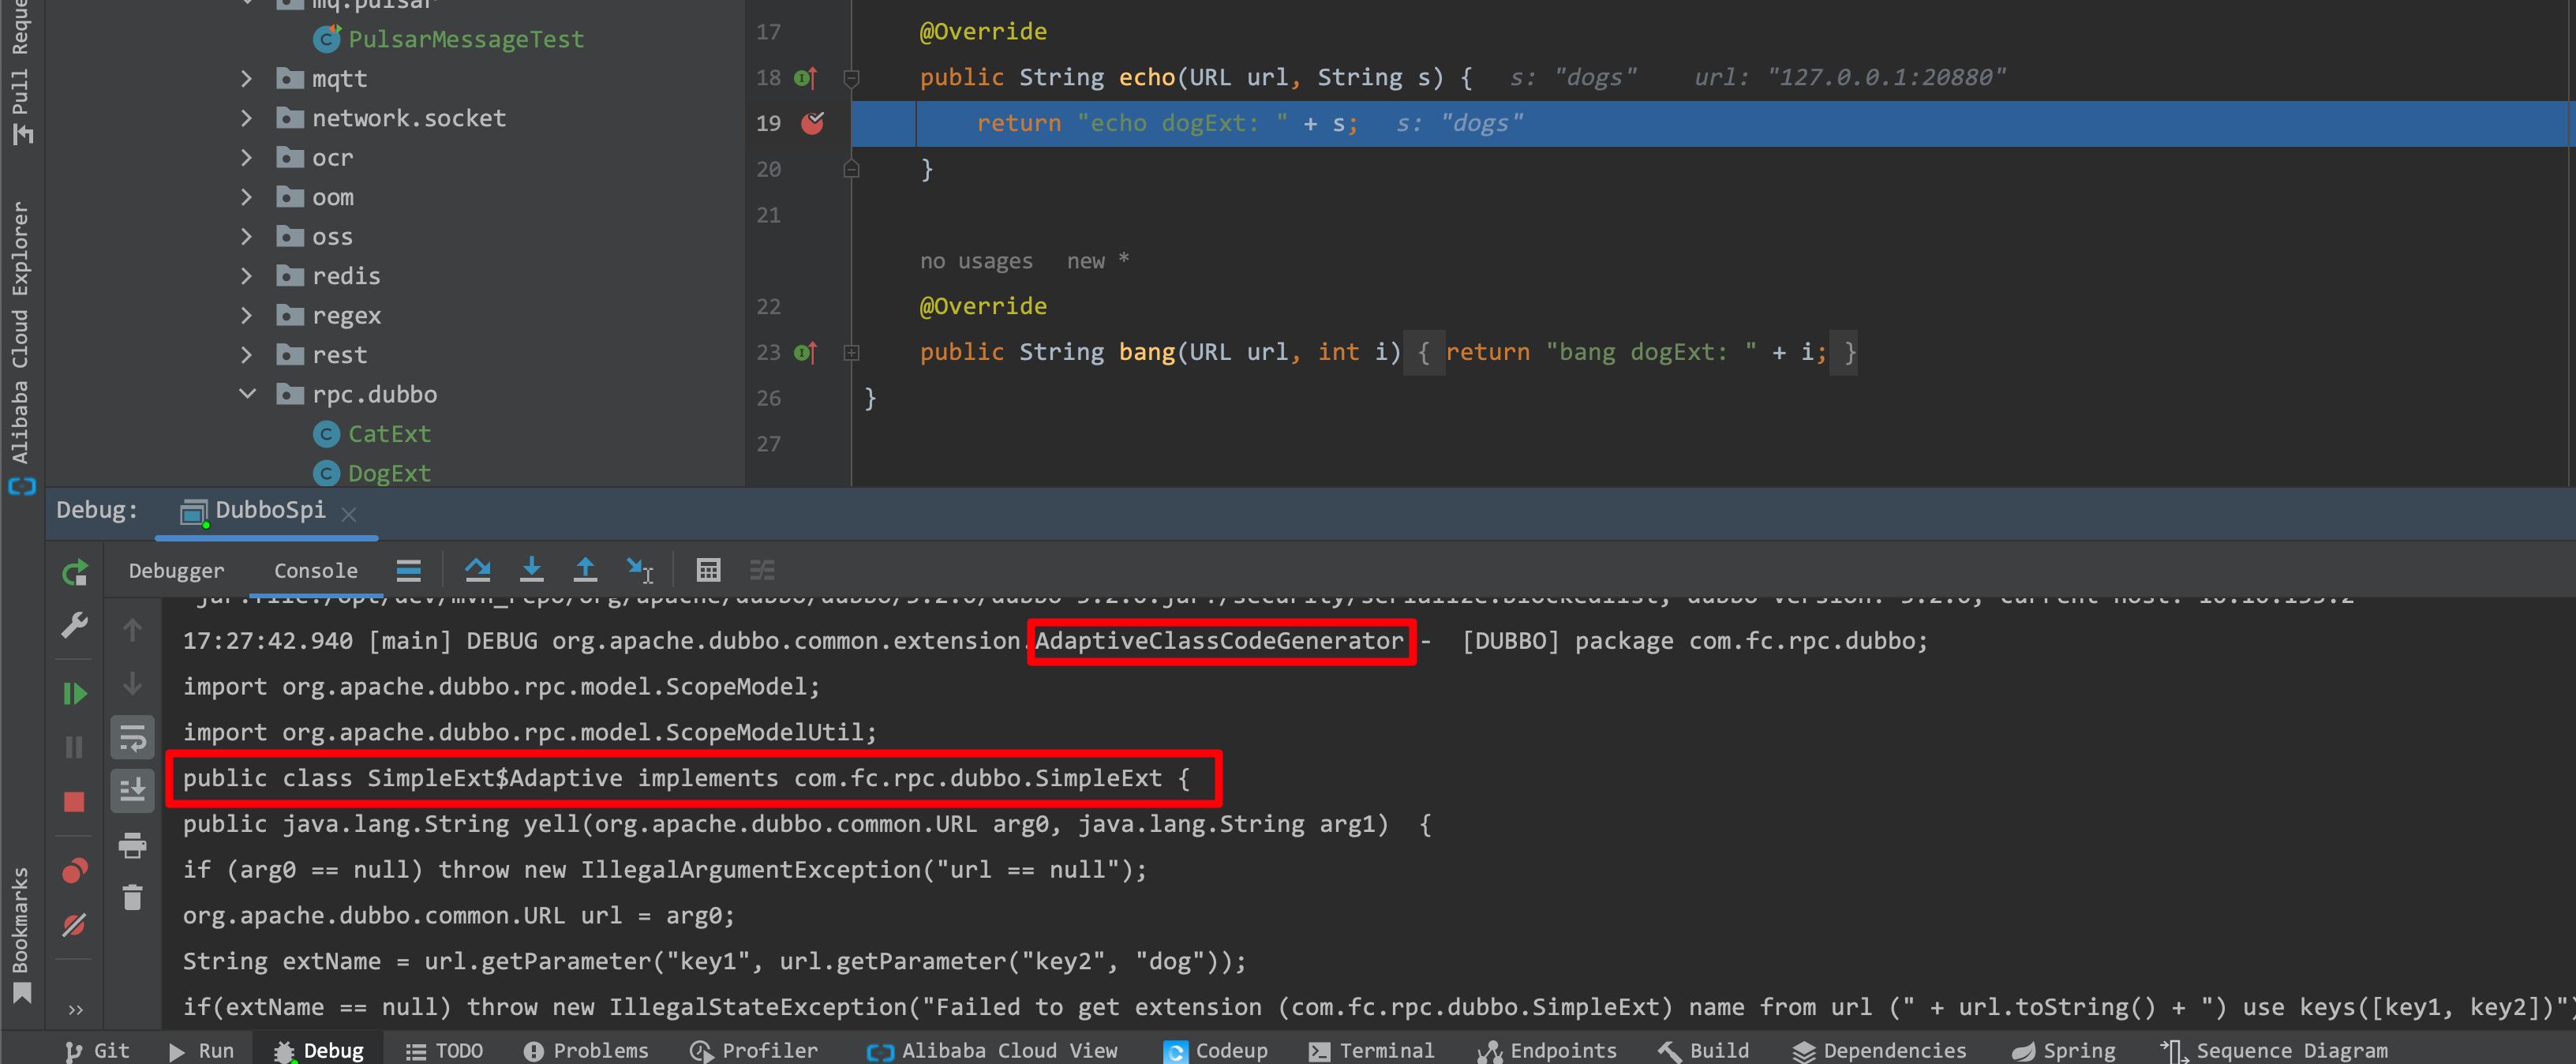 Pull Reque
Alibaba Cloud Explorer
Bookmarks
mq.pulsar
PulsarMessageTest
mqtt
network.socket
ocr
oom
oss
redis
regex
rest
rpc.dubbo
CatExt
DogExt
17 @Override
18 public String echo(URL url, String s) { s: "dogs" url: "127.0.0.1:20880"
19 return "echo dogExt: " + s; s: "dogs"
20 }
21
no usages new *
22 @Override
23 public String bang(URL url, int i) { return "bang dogExt: " + i; }
26 }
27
Debug: DubboSpi
Debugger Console
17:27:42.940 [main] DEBUG org.apache.dubbo.common.extension.AdaptiveClassCodeGenerator - [DUBBO] package com.fc.rpc.dubbo;
import org.apache.dubbo.rpc.model.ScopeModel;
import org.apache.dubbo.rpc.model.ScopeModelUtil;
public class SimpleExt$Adaptive implements com.fc.rpc.dubbo.SimpleExt {
public java.lang.String yell(org.apache.dubbo.common.URL arg0, java.lang.String arg1) {
if (arg0 == null) throw new IllegalArgumentException("url == null");
org.apache.dubbo.common.URL url = arg0;
String extName = url.getParameter("key1", url.getParameter("key2", "dog"));
if(extName == null) throw new IllegalStateException("Failed to get extension (com.fc.rpc.dubbo.SimpleExt) name from url (" + url.toString() + ") use keys([key1, key2])")
Git Run Debug TODO Problems Profiler Alibaba Cloud View Codeup Terminal Endpoints Build Dependencies Spring Sequence Diagram